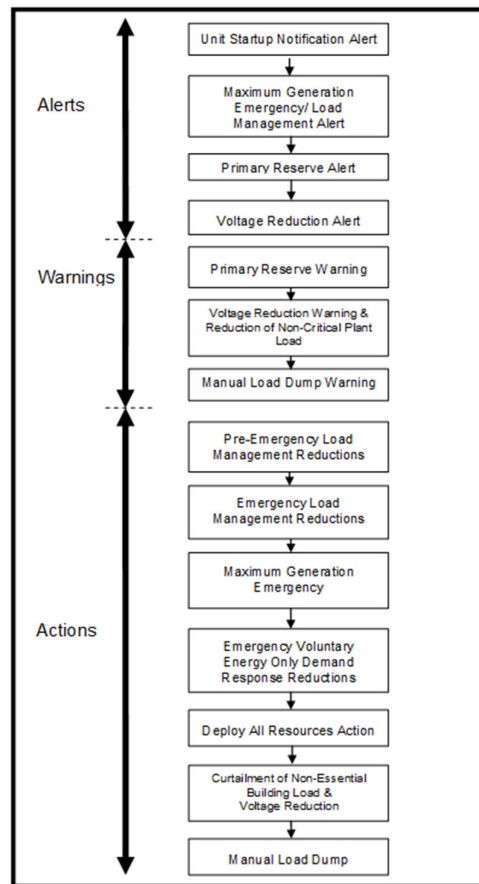 Alerts
Unit Startup Notification Alert
Maximum Generation
Emergency/ Load
Management Alert
Primary Reserve Alert
Voltage Reduction Alert
Warnings
Primary Reserve Warning
Voltage Reduction Warning &
Reduction of Non-Critical Plant
Load
Manual Load Dump Warning
Actions
Pre-Emergency Load
Management Reductions
Emergency Load
Management Reductions
Maximum Generation
Emergency
Emergency Voluntary
Energy Only Demand
Response Reductions
Deploy All Resources Action
Curtailment of Non-Essential
Building Load &
Voltage Reduction
Manual Load Dump